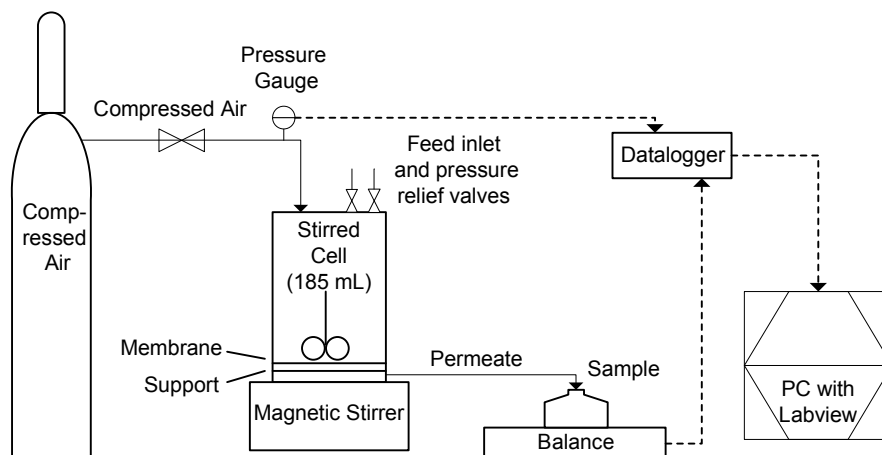 Pressure
Gauge
Compressed Air
Feed inlet
and pressure
relief valves
Datalogger
Comp-
ressed
Air
Stirred
Cell
(185 mL)
Membrane
Support
Permeate
Sample
Magnetic Stirrer
Balance
PC with
Labview